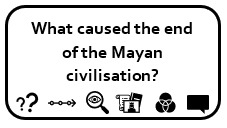 What caused the end
of the Mayan
civilisation?
??